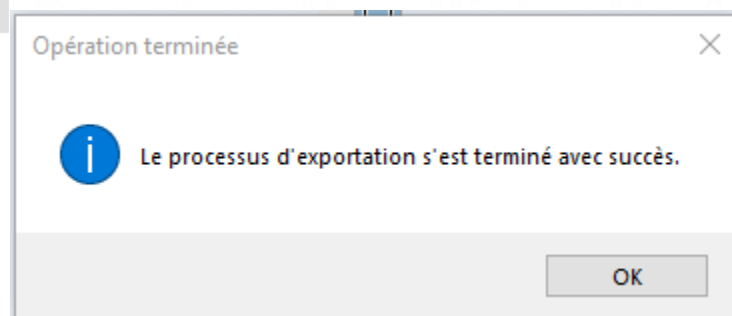 Opération terminée
Le processus d'exportation s'est terminé avec succès.
OK